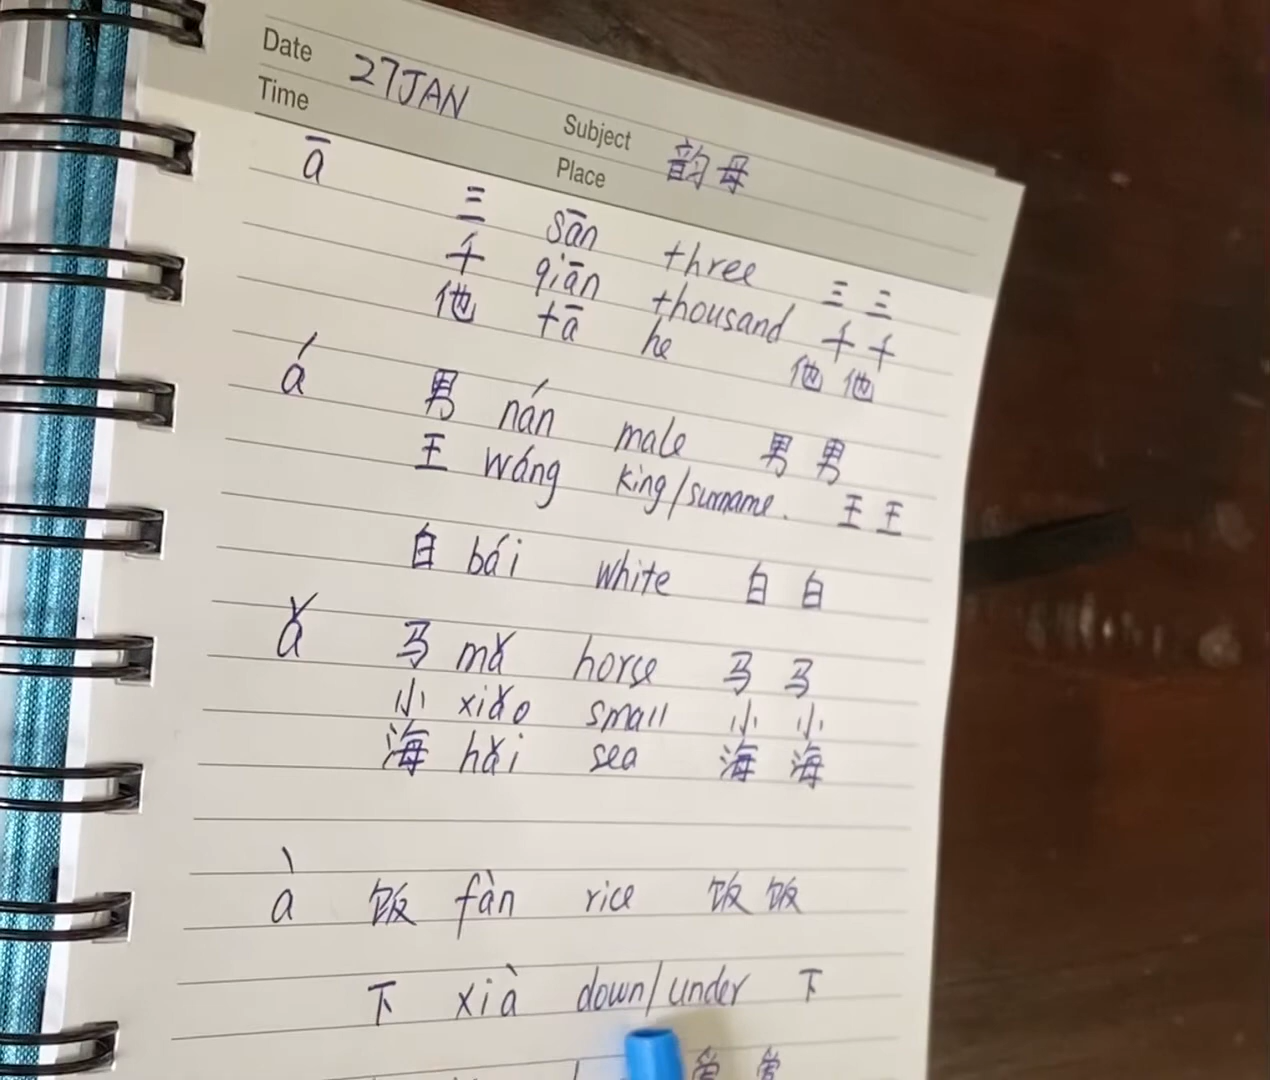 Date 27JAN Subject 韵母
Time Place
ā
三 sān three 三 三
千 qiān thousand 千 千
他 tā he 他 他
á
男 nán male 男 男
王 wáng king/surname. 王 王
白 bái white 白 白
ǎ 马 mǎ horse 马 马
小 xiǎo small 小 小
海 hǎi sea 海 海
à 饭 fàn rice 饭 饭
下 xià down/under 下